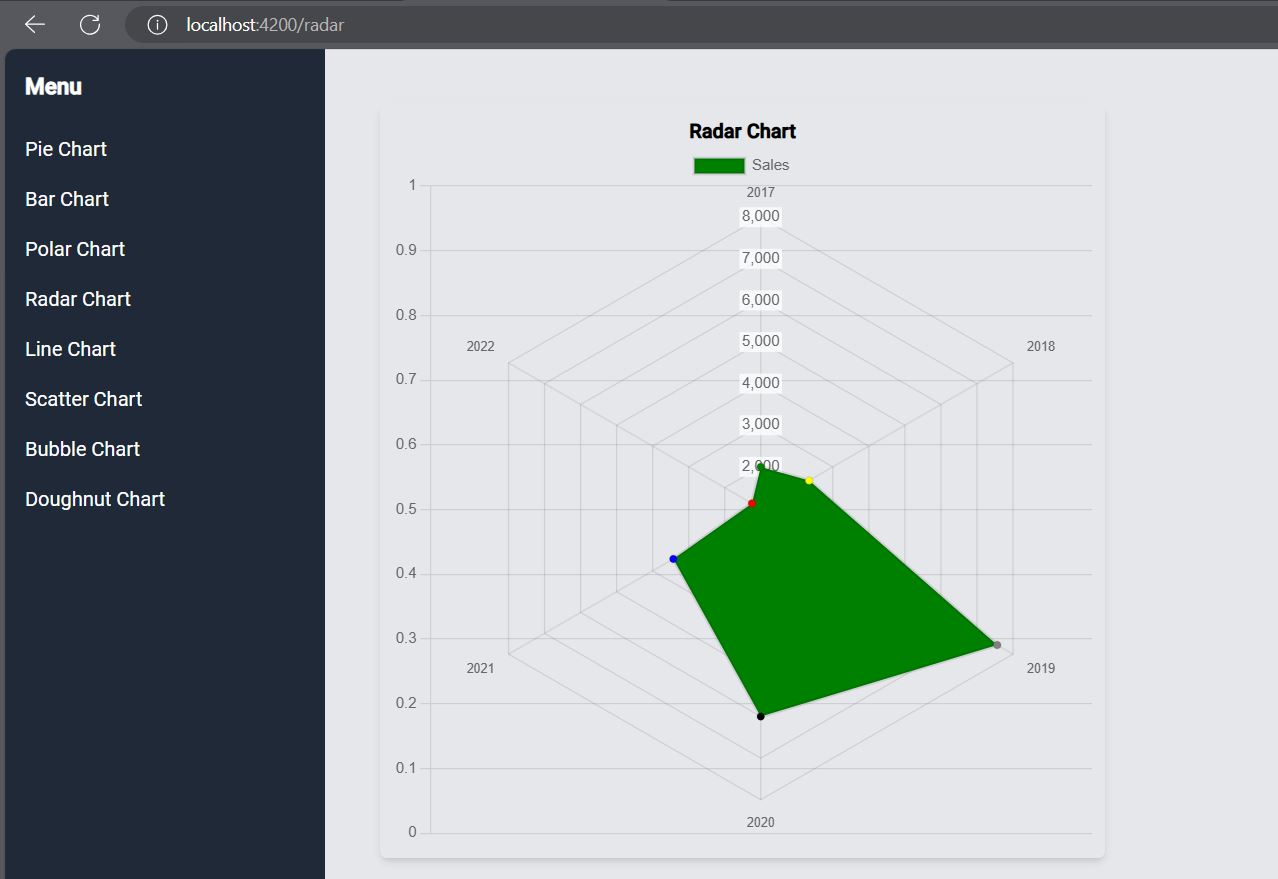 localhost:4200/radar
Menu
Pie Chart
Bar Chart
Polar Chart
Radar Chart
Line Chart
Scatter Chart
Bubble Chart
Doughnut Chart
Radar Chart
Sales
1
0.9
0.8
0.7
0.6
0.5
0.4
0.3
0.2
0.1
0
2017
8,000
7,000
6,000
5,000
4,000
3,000
2,000
2022
2018
2021
2019
2020